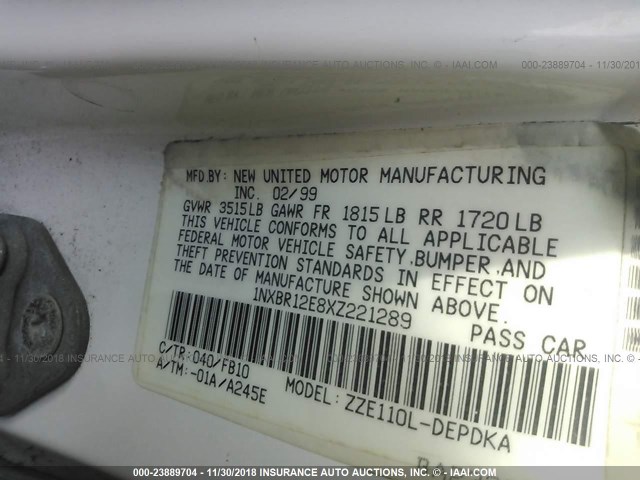 000-23889704 - 11/30/2018 INSURANCE AUTO AUCTIONS, INC. - © IAAI.COM
MFD.BY: NEW UNITED MOTOR MANUFACTURING
INC. 02/99
GVWR 3515LB GAWR FR 1815LB RR 1720LB
THIS VEHICLE CONFORMS TO ALL APPLICABLE
FEDERAL MOTOR VEHICLE SAFETY,BUMPER,AND
THEFT PREVENTION STANDARDS IN EFFECT ON
THE DATE OF MANUFACTURE SHOWN ABOVE.
1NXBR12E8XZ221289
PASS CAR
C/TR:040/FB10
A/TM:-01A/A245E
MODEL: ZZE110L-DEPDKA
000-23889704 - 11/30/2018 INSURANCE AUTO AUCTIONS, INC. - © IAAI.COM